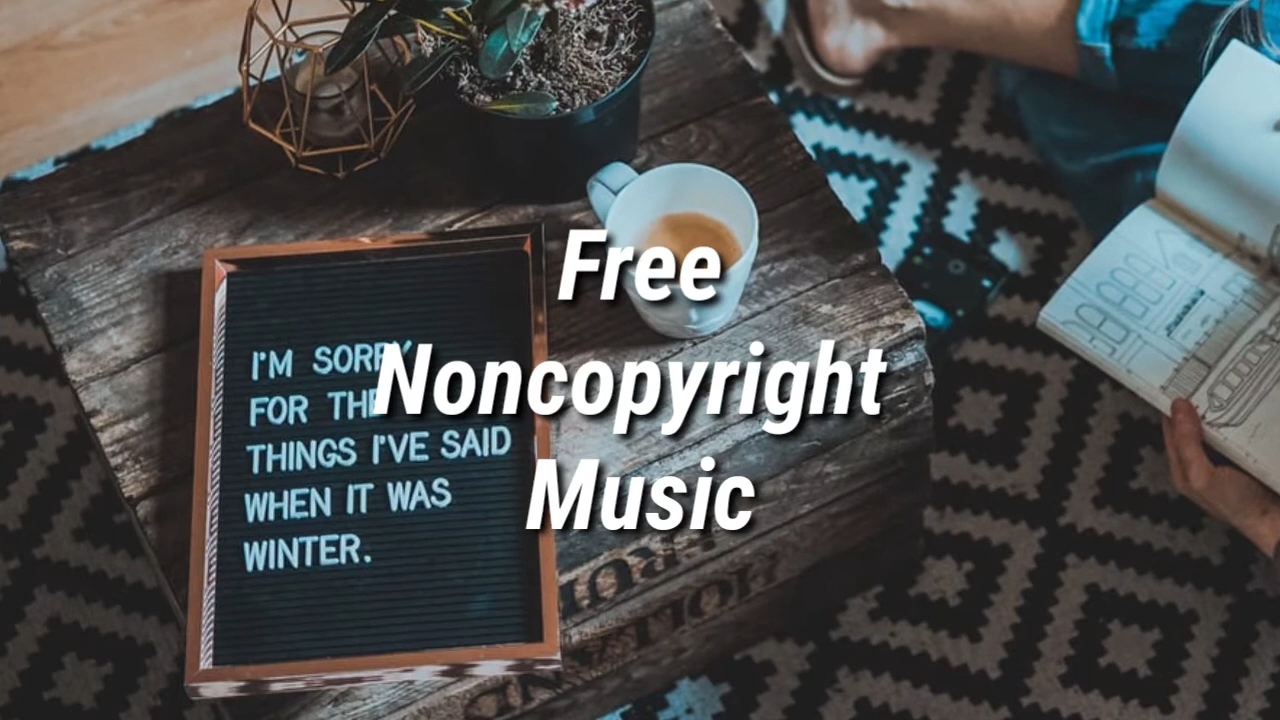 Free
Noncopyright
Music
I'M SORRY
FOR THE
THINGS I'VE SAID
WHEN IT WAS
WINTER.